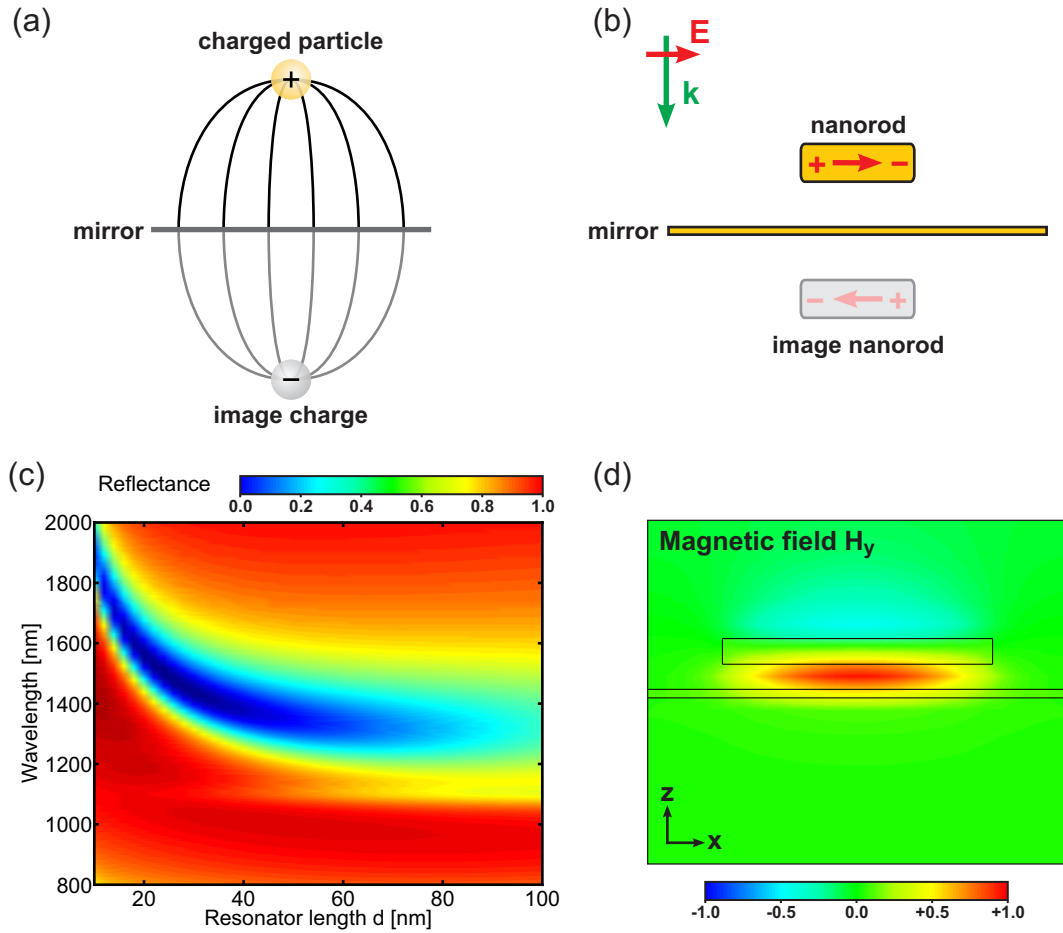 (a)
charged particle
+
mirror
−
image charge
(b)
E
k
nanorod
+ −
mirror
− +
image nanorod
(c)
Reflectance
0.0 0.2 0.4 0.6 0.8 1.0
2000
1800
1600
1400
1200
1000
800
Wavelength [nm]
20 40 60 80 100
Resonator length d [nm]
(d)
Magnetic field Hy
z
x
-1.0 -0.5 0.0 +0.5 +1.0